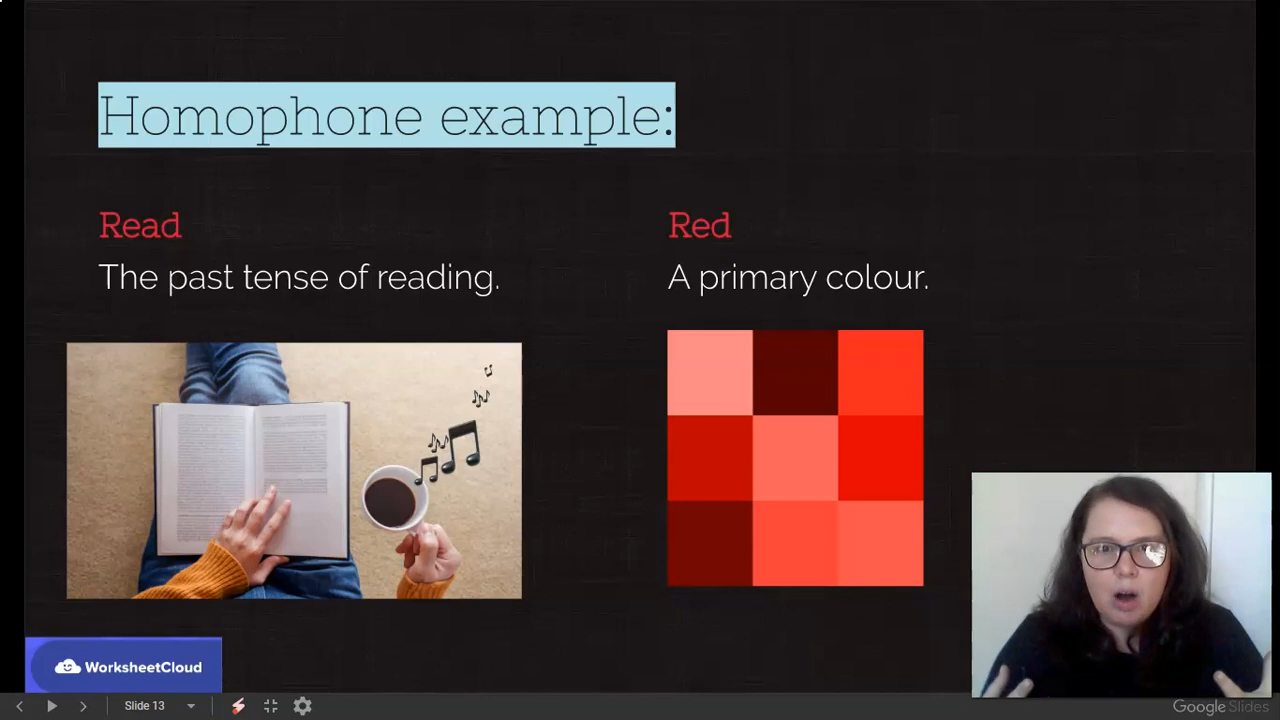 Homophone example:
Read
The past tense of reading.
Red
A primary colour.
WorksheetCloud
Slide 13
Google Slides